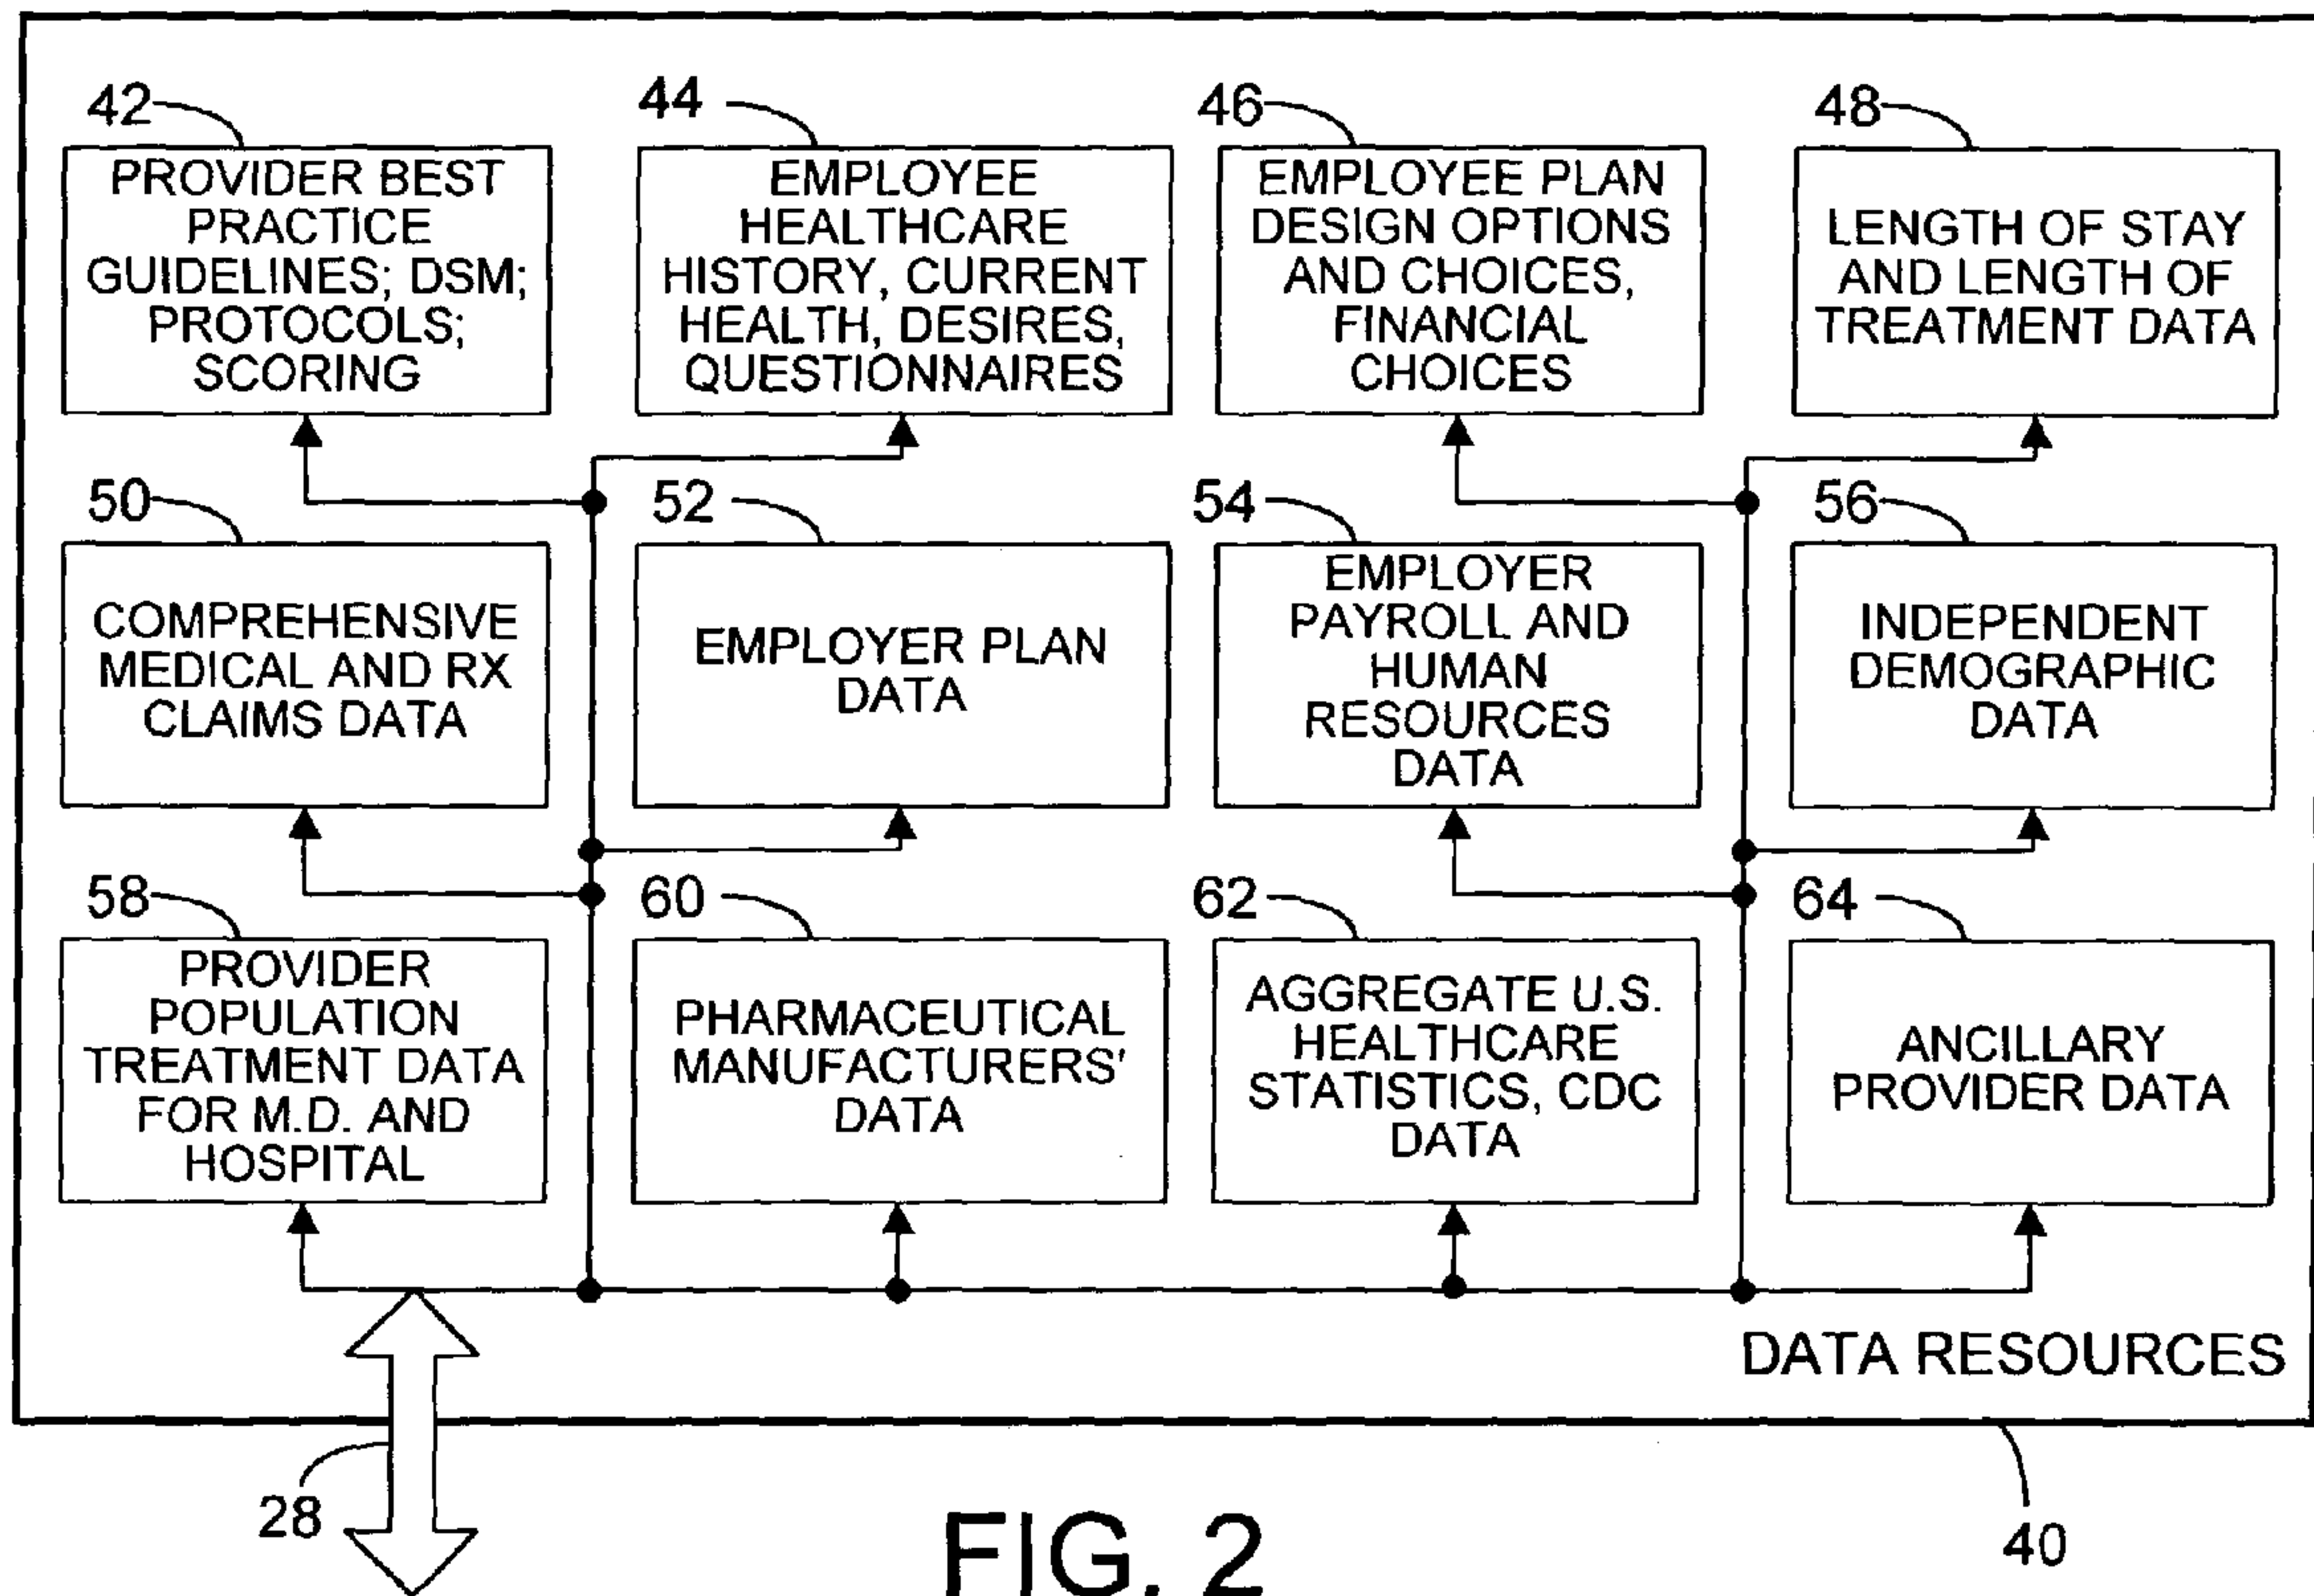 42
PROVIDER BEST
PRACTICE
GUIDELINES; DSM;
PROTOCOLS;
SCORING
44
EMPLOYEE
HEALTHCARE
HISTORY, CURRENT
HEALTH, DESIRES,
QUESTIONNAIRES
46
EMPLOYEE PLAN
DESIGN OPTIONS
AND CHOICES,
FINANCIAL
CHOICES
48
LENGTH OF STAY
AND LENGTH OF
TREATMENT DATA
50
COMPREHENSIVE
MEDICAL AND RX
CLAIMS DATA
52
EMPLOYER PLAN
DATA
54
EMPLOYER
PAYROLL AND
HUMAN
RESOURCES
DATA
56
INDEPENDENT
DEMOGRAPHIC
DATA
58
PROVIDER
POPULATION
TREATMENT DATA
FOR M.D. AND
HOSPITAL
60
PHARMACEUTICAL
MANUFACTURERS'
DATA
62
AGGREGATE U.S.
HEALTHCARE
STATISTICS, CDC
DATA
64
ANCILLARY
PROVIDER DATA
DATA RESOURCES
28
40
FIG. 2